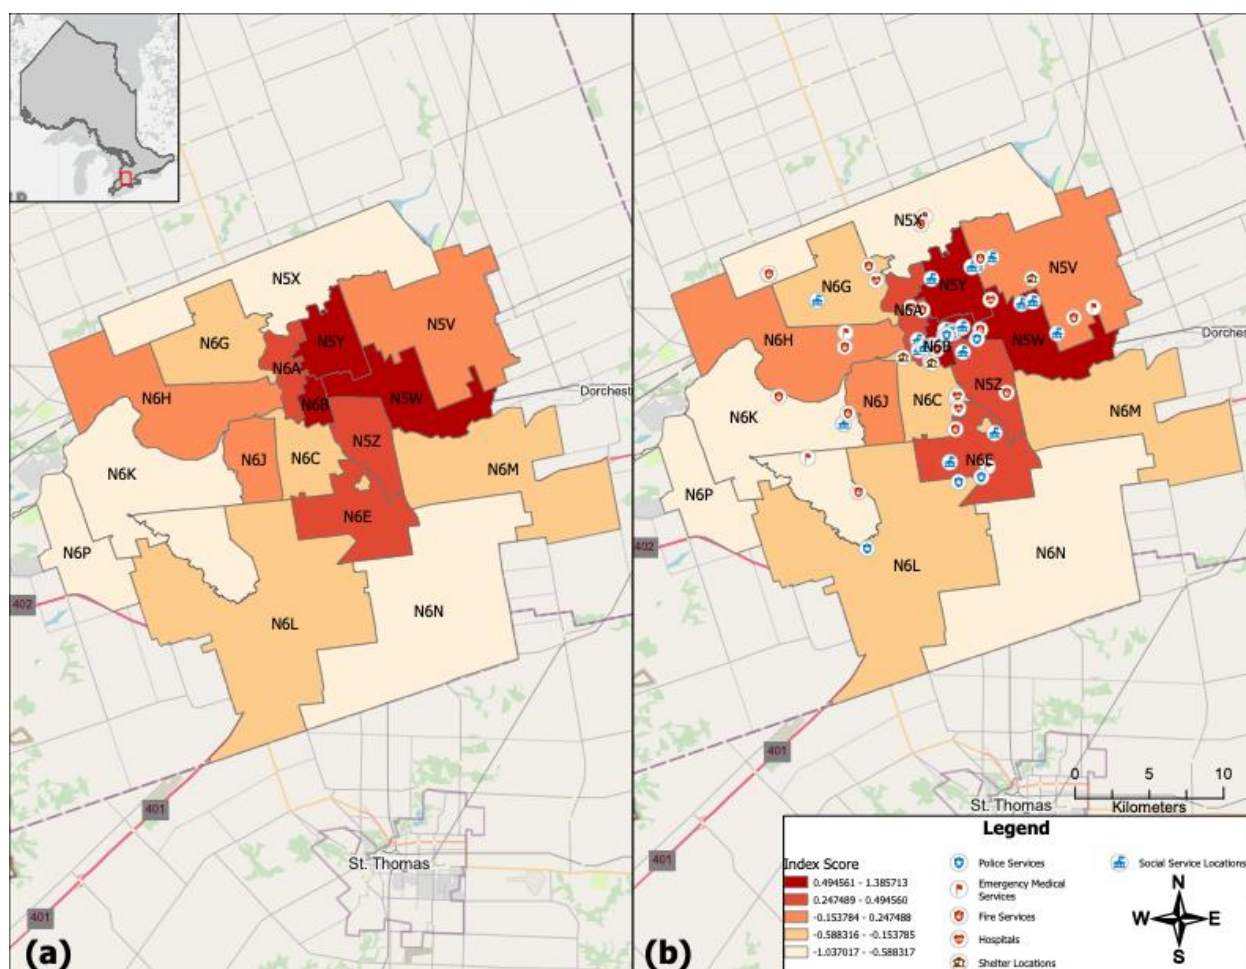 N5X
N5V
N5Y
N6G
N6A
N6H
N6B
N5W
Dorchest
N5Z
N6K
N6J
N6C
N6M
N6E
N6P
402
N6L
N6N
401
St. Thomas
401
(a)
N5X
N5V
N5Y
N6G
N6A
N6H
N6B
N5W
Dorches
N5Z
N6K
N6J
N6C
N6M
N6E
N6P
402
N6L
N6N
401
0 5 10
Kilometers
St. Thomas
401
Legend
Index Score
0.494561 - 1.385713
0.247489 - 0.494560
-0.153784 - 0.247488
-0.588316 - -0.153785
-1.037017 - -0.588317
Police Services
Emergency Medical
Services
Fire Services
Hospitals
Shelter Locations
Social Service Locations
N
W E
S
(b)